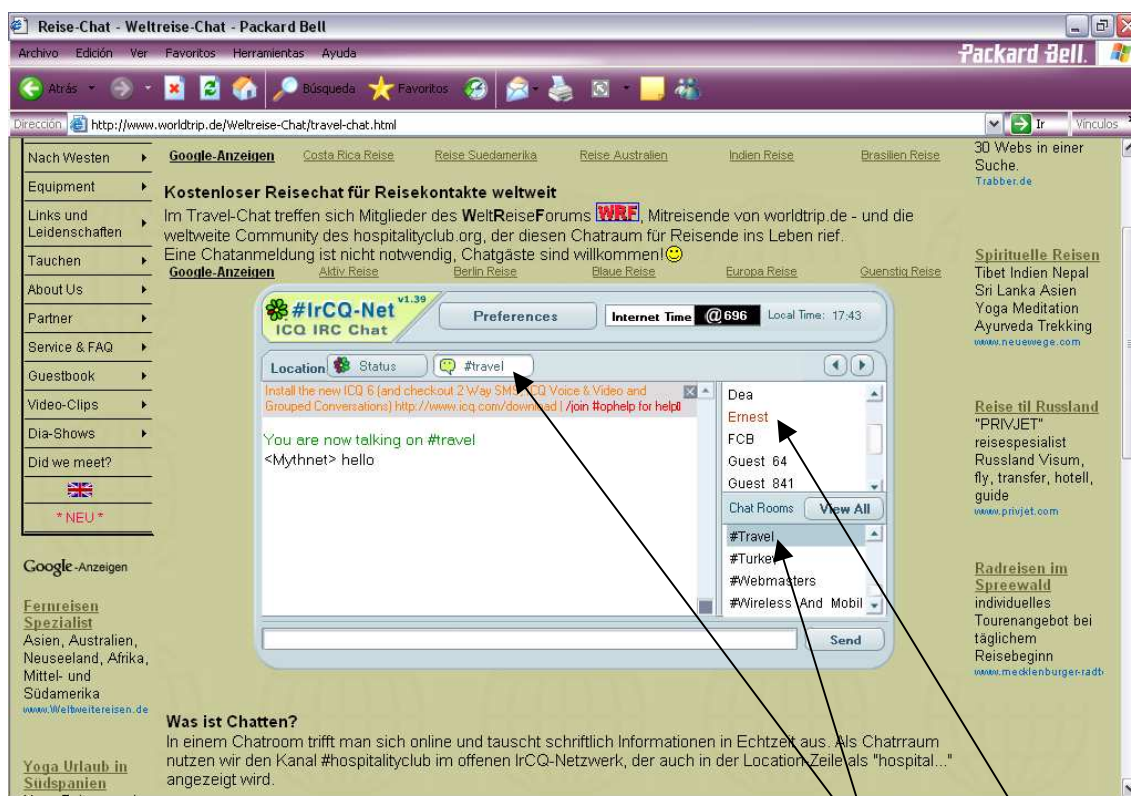 Reise-Chat - Weltreise-Chat - Packard Bell
Archivo Edición Ver Favoritos Herramientas Ayuda
Packard Bell.
Atrás Búsqueda Favoritos
Dirección http://www.worldtrip.de/Weltreise-Chat/travel-chat.html Ir Vínculos
Nach Westen
Equipment
Links und
Leidenschaften
Tauchen
About Us
Partner
Service & FAQ
Guestbook
Video-Clips
Dia-Shows
Did we meet?
* NEU *
Google-Anzeigen
Fernreisen
Spezialist
Asien, Australien,
Neuseeland, Afrika,
Mittel- und
Südamerika
www.Weltweitereisen.de
Yoga Urlaub in
Südspanien
Google-Anzeigen Costa Rica Reise Reise Suedamerika Reise Australien Indien Reise Brasilien Reise
Kostenloser Reisechat für Reisekontakte weltweit
Im Travel-Chat treffen sich Mitglieder des WeltReiseForums WRF, Mitreisende von worldtrip.de - und die
weltweite Community des hospitalityclub.org, der diesen Chatraum für Reisende ins Leben rief.
Eine Chatanmeldung ist nicht notwendig, Chatgäste sind willkommen!
Google-Anzeigen Aktiv Reise Berlin Reise Blaue Reise Europa Reise Guenstig Reise
#IrCQ-Net v1.39
ICQ IRC Chat
Preferences
Internet Time @696 Local Time: 17:43
Location Status #travel
Install the new ICQ 6 (and checkout 2 Way SMS, ICQ Voice & Video and
Grouped Conversations) http://www.icq.com/download | /join #ophelp for help
You are now talking on #travel
<Mythnet> hello
Dea
Ernest
FCB
Guest 64
Guest 841
Chat Rooms View All
#Travel
#Turkey
#Webmasters
#Wireless And Mobil
Send
Was ist Chatten?
In einem Chatroom trifft man sich online und tauscht schriftlich Informationen in Echtzeit aus. Als Chatrraum
nutzen wir den Kanal #hospitalityclub im offenen IrCQ-Netzwerk, der auch in der Location-Zeile als "hospital..."
angezeigt wird.
30 Webs in einer
Suche.
Trabber.de
Spirituelle Reisen
Tibet Indien Nepal
Sri Lanka Asien
Yoga Meditation
Ayurveda Trekking
www.neuewege.com
Reise til Russland
"PRIVJET"
reisespesialist
Russland Visum,
fly, transfer, hotell,
guide
www.privjet.com
Radreisen im
Spreewald
individuelles
Tourenangebot bei
täglichem
Reisebeginn
www.mecklenburger-radt